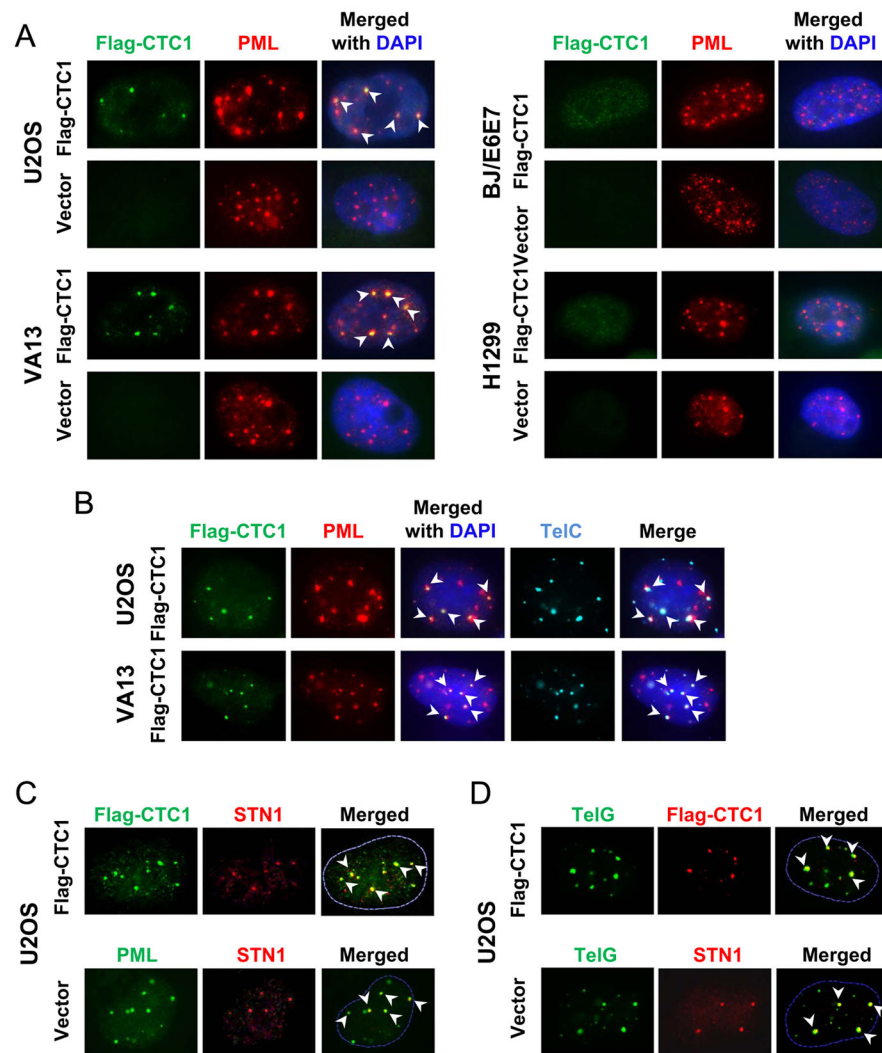 A
Flag-CTC1 PML Merged with DAPI
U2OS
Flag-CTC1
Vector
VA13
Flag-CTC1
Vector
Flag-CTC1 PML Merged with DAPI
BJ/E6E7
Flag-CTC1
Vector
H1299
Flag-CTC1
Vector
B
Flag-CTC1 PML Merged with DAPI TelC Merge
U2OS
Flag-CTC1
VA13
Flag-CTC1
C
Flag-CTC1 STN1 Merged
U2OS
Flag-CTC1
PML STN1 Merged
Vector
D
TelG Flag-CTC1 Merged
U2OS
Flag-CTC1
TelG STN1 Merged
Vector